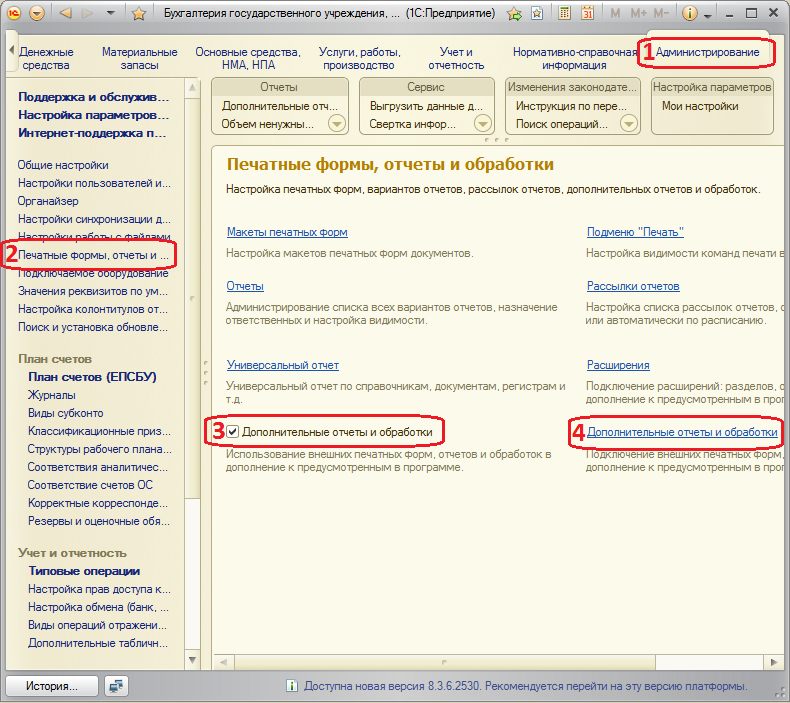 Бухгалтерия государственного учреждения, ... (1С:Предприятие)
M M+ M-
Денежные средства
Материальные запасы
Основные средства, НМА, НПА
Услуги, работы, производство
Учет и отчетность
Нормативно-справочная информация
1 Администрирование
Поддержка и обслужив...
Настройка параметров...
Интернет-поддержка п...
Общие настройки
Настройки пользователей и...
Органайзер
Настройки синхронизации д...
Настройки работы с файлами
2 Печатные формы, отчеты и ...
Подключаемое оборудование
Значения реквизитов по ум...
Настройка колонтитулов от...
Поиск и установка обновле...
План счетов
План счетов (ЕПСБУ)
Журналы
Виды субконто
Классификационные приз...
Структуры рабочего плана...
Соответствия аналитичес...
Соответствие счетов ОС
Корректные корреспонде...
Резервы и оценочные обя...
Учет и отчетность
Типовые операции
Настройка прав доступа к...
Настройка обмена (банк, ...
Виды операций отражени...
Дополнительные табличн...
Отчеты
Дополнительные отч...
Объем ненужны...
Сервис
Выгрузить данные д...
Свертка инфор...
Изменения законодате...
Инструкция по пере...
Поиск операций...
Настройка параметров
Мои настройки
Печатные формы, отчеты и обработки
Настройка печатных форм, вариантов отчетов, рассылок отчетов, дополнительных отчетов и обработок.
Макеты печатных форм
Настройка макетов печатных форм документов.
Подменю "Печать"
Настройка видимости команд печати в
Отчеты
Администрирование списка всех вариантов отчетов, назначение
ответственных и настройка видимости.
Рассылки отчетов
Настройка списка рассылок отчетов, о
или автоматически по расписанию.
Универсальный отчет
Универсальный отчет по справочникам, документам, регистрам и
т.д.
Расширения
Подключение расширений: разделов, о
дополнение к предусмотренным в прог
3 Дополнительные отчеты и обработки
Использование внешних печатных форм, отчетов и обработок в
дополнение к предусмотренным в программе.
4 Дополнительные отчеты и обработки
Подключение внешних печатных форм,
дополнение к предусмотренным в прог
История...
Доступна новая версия 8.3.6.2530. Рекомендуется перейти на эту версию платформы.